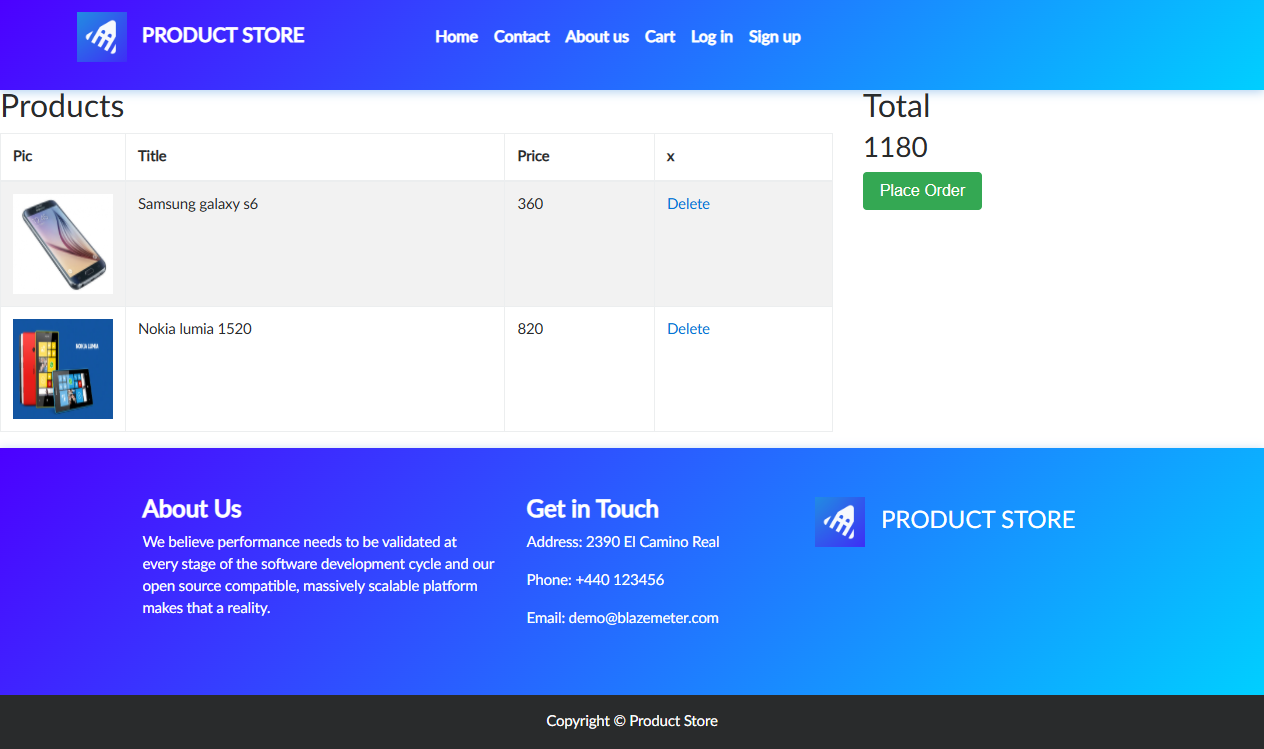 PRODUCT STORE
Home Contact About us Cart Log in Sign up
Products
Pic Title Price x
Samsung galaxy s6 360 Delete
NOKIA LUMIA
Nokia lumia 1520 820 Delete
Total
1180
Place Order
About Us
We believe performance needs to be validated at
every stage of the software development cycle and our
open source compatible, massively scalable platform
makes that a reality.
Get in Touch
Address: 2390 El Camino Real
Phone: +440 123456
Email: demo@blazemeter.com
PRODUCT STORE
Copyright © Product Store